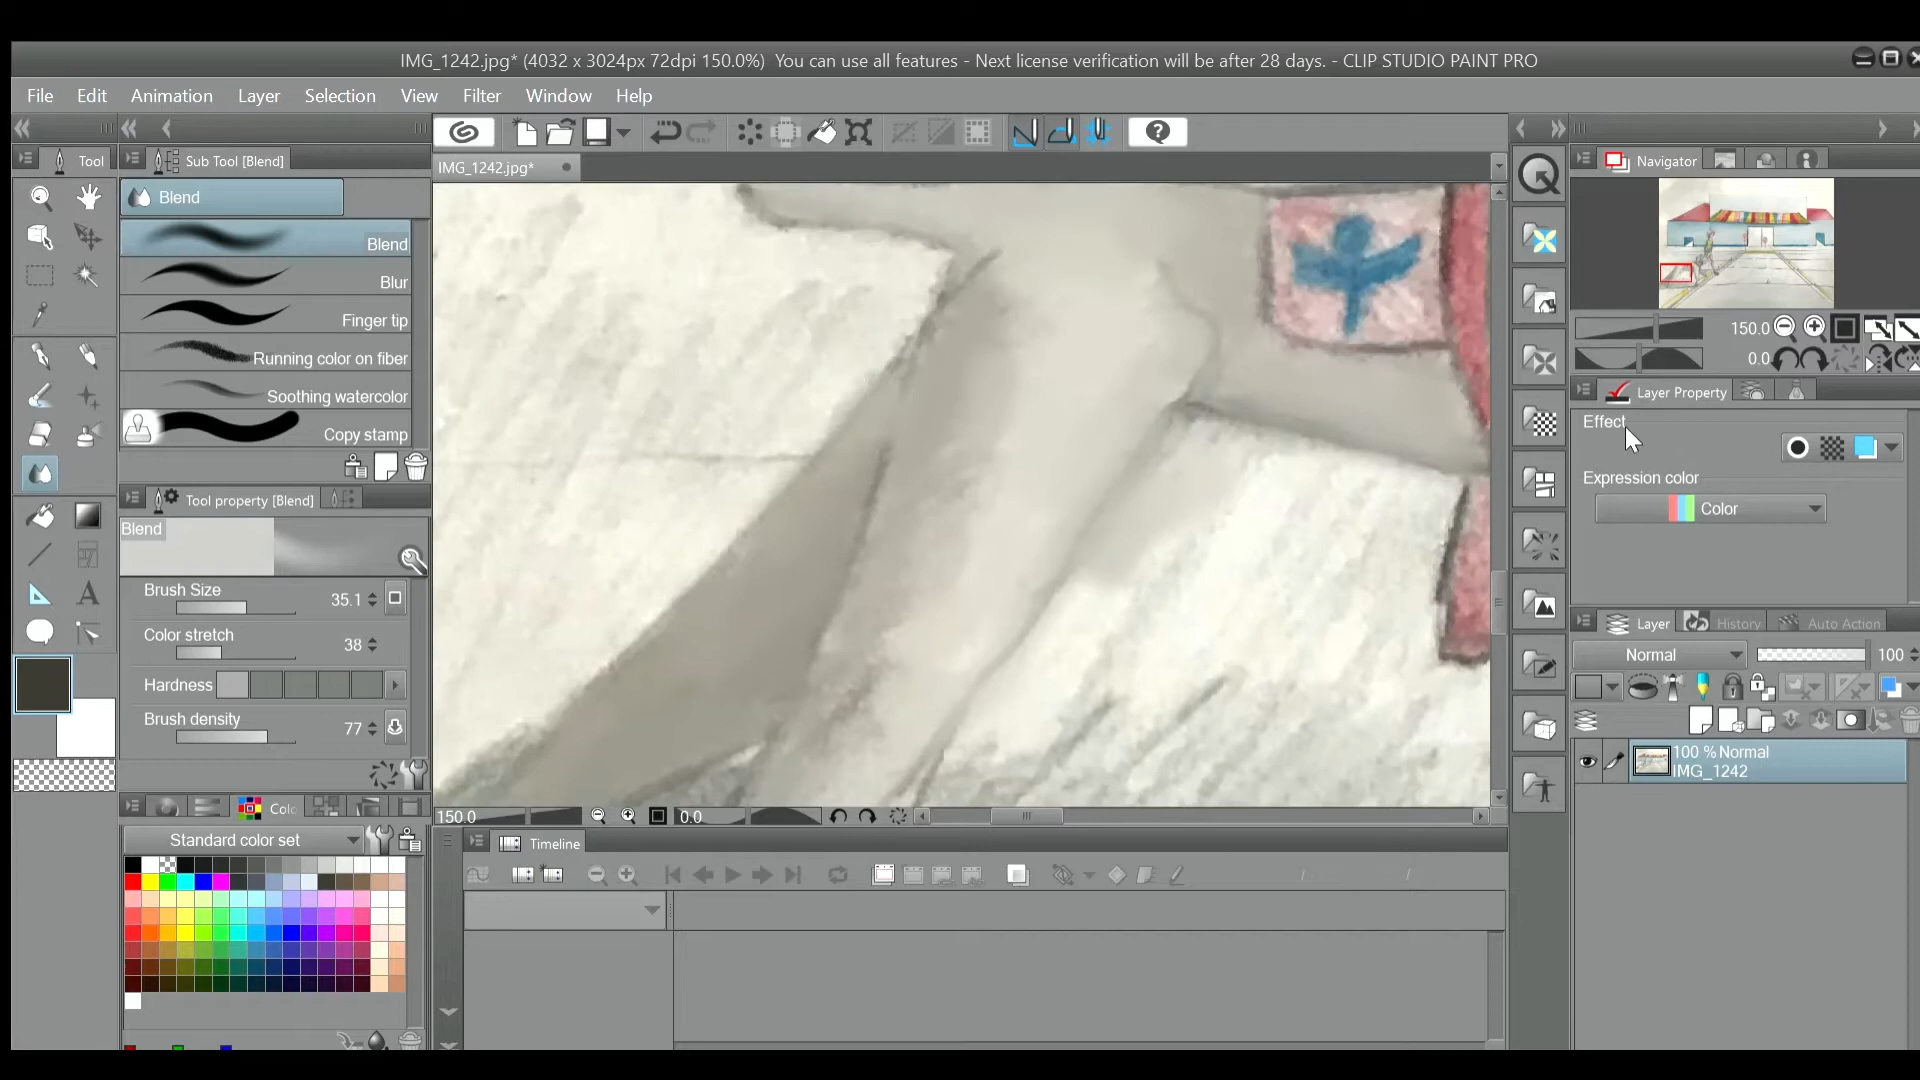 IMG_1242.jpg* (4032 x 3024px 72dpi 150.0%)  You can use all features - Next license verification will be after 28 days. - CLIP STUDIO PAINT PRO
File Edit Animation Layer Selection View Filter Window Help
Tool
Sub Tool [Blend]
IMG_1242.jpg*
Navigator
Blend
Blend
Blur
Finger tip
Running color on fiber
Soothing watercolor
Copy stamp
150.0
0.0
Layer Property
Effect
Expression color
Color
Tool property [Blend]
Blend
Brush Size 35.1
Color stretch 38
Hardness
Brush density 77
Layer History Auto Action
Normal 100
100 % Normal
IMG_1242
Colo
Standard color set
150.0 0.0
Timeline